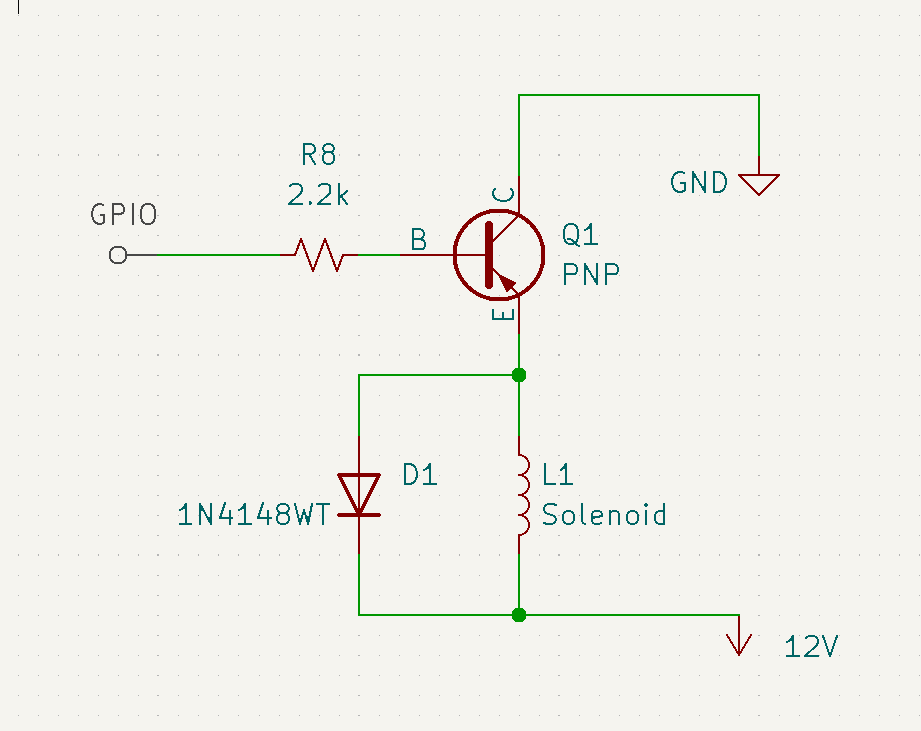 R8
2.2k
GPIO
GND
C
B
Q1
PNP
E
D1
1N4148WT
L1
Solenoid
12V